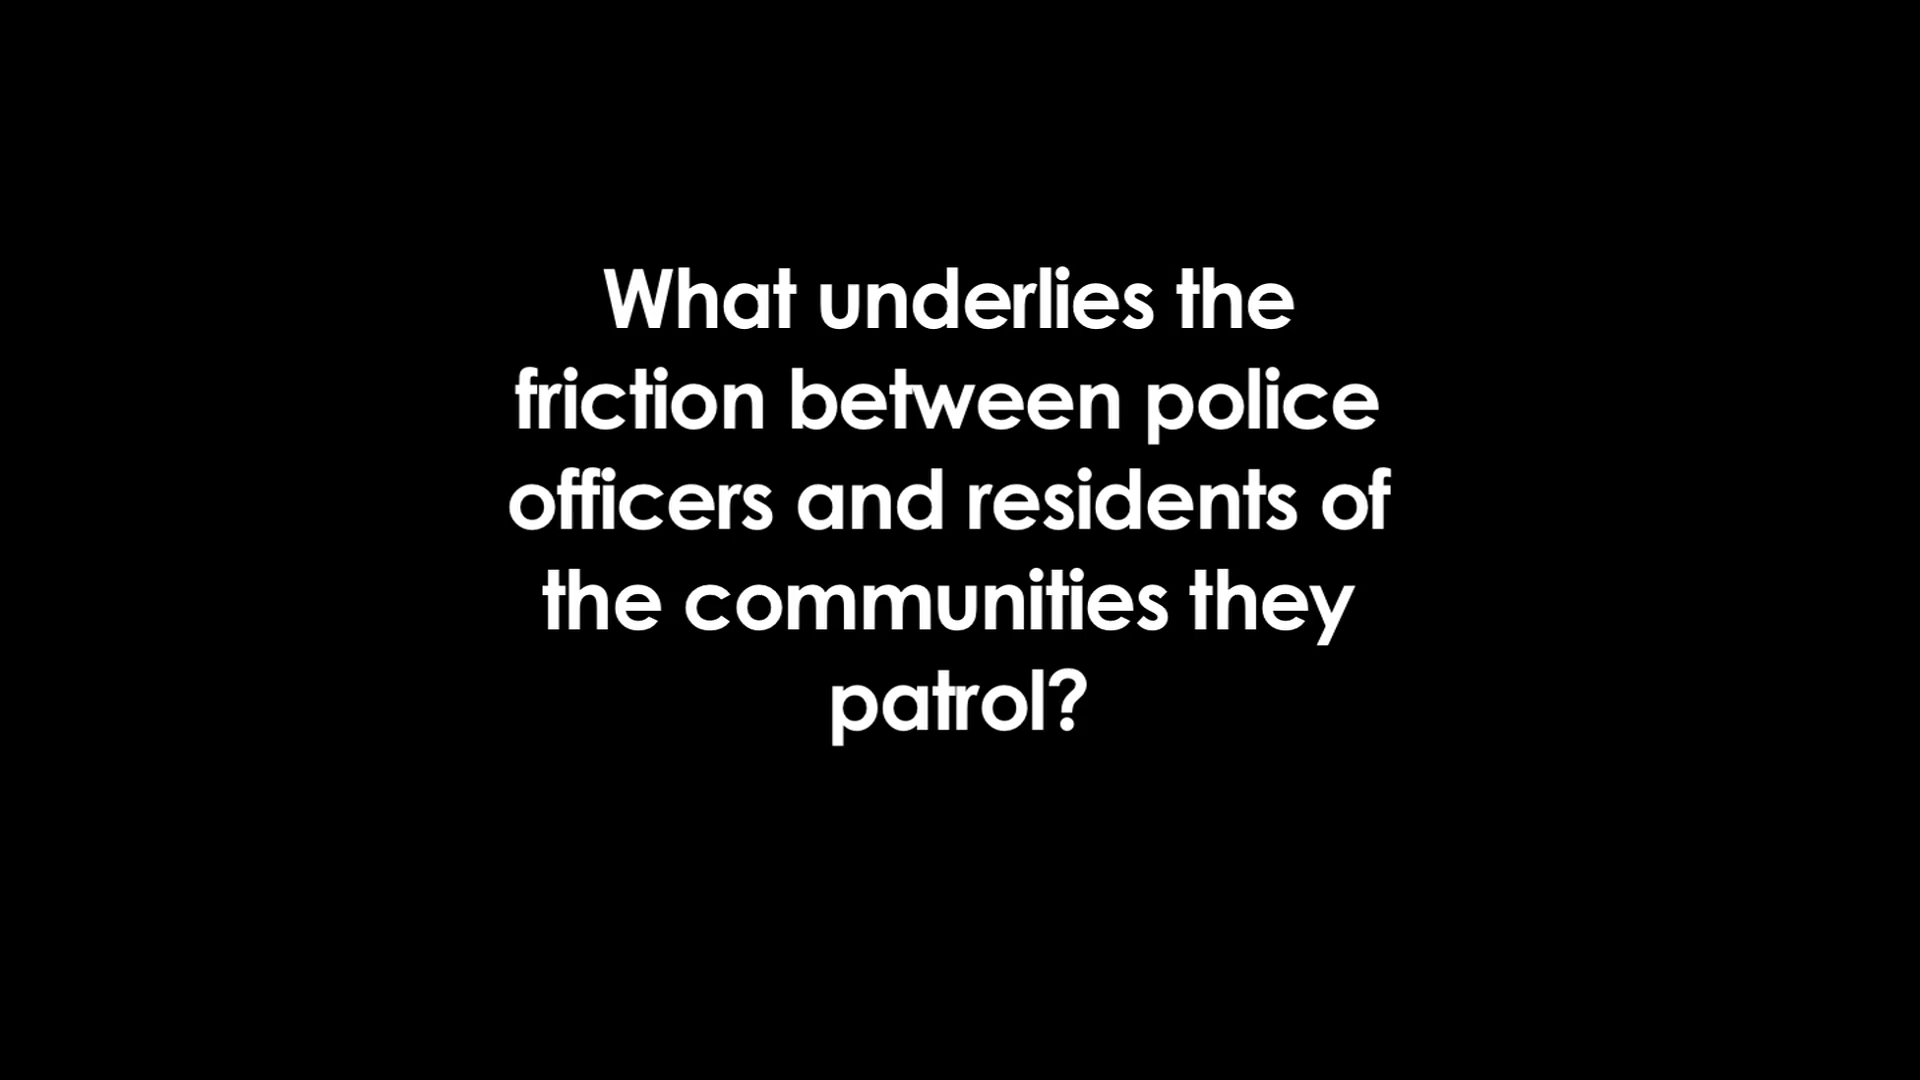 What underlies the
friction between police
officers and residents of
the communities they
patrol?